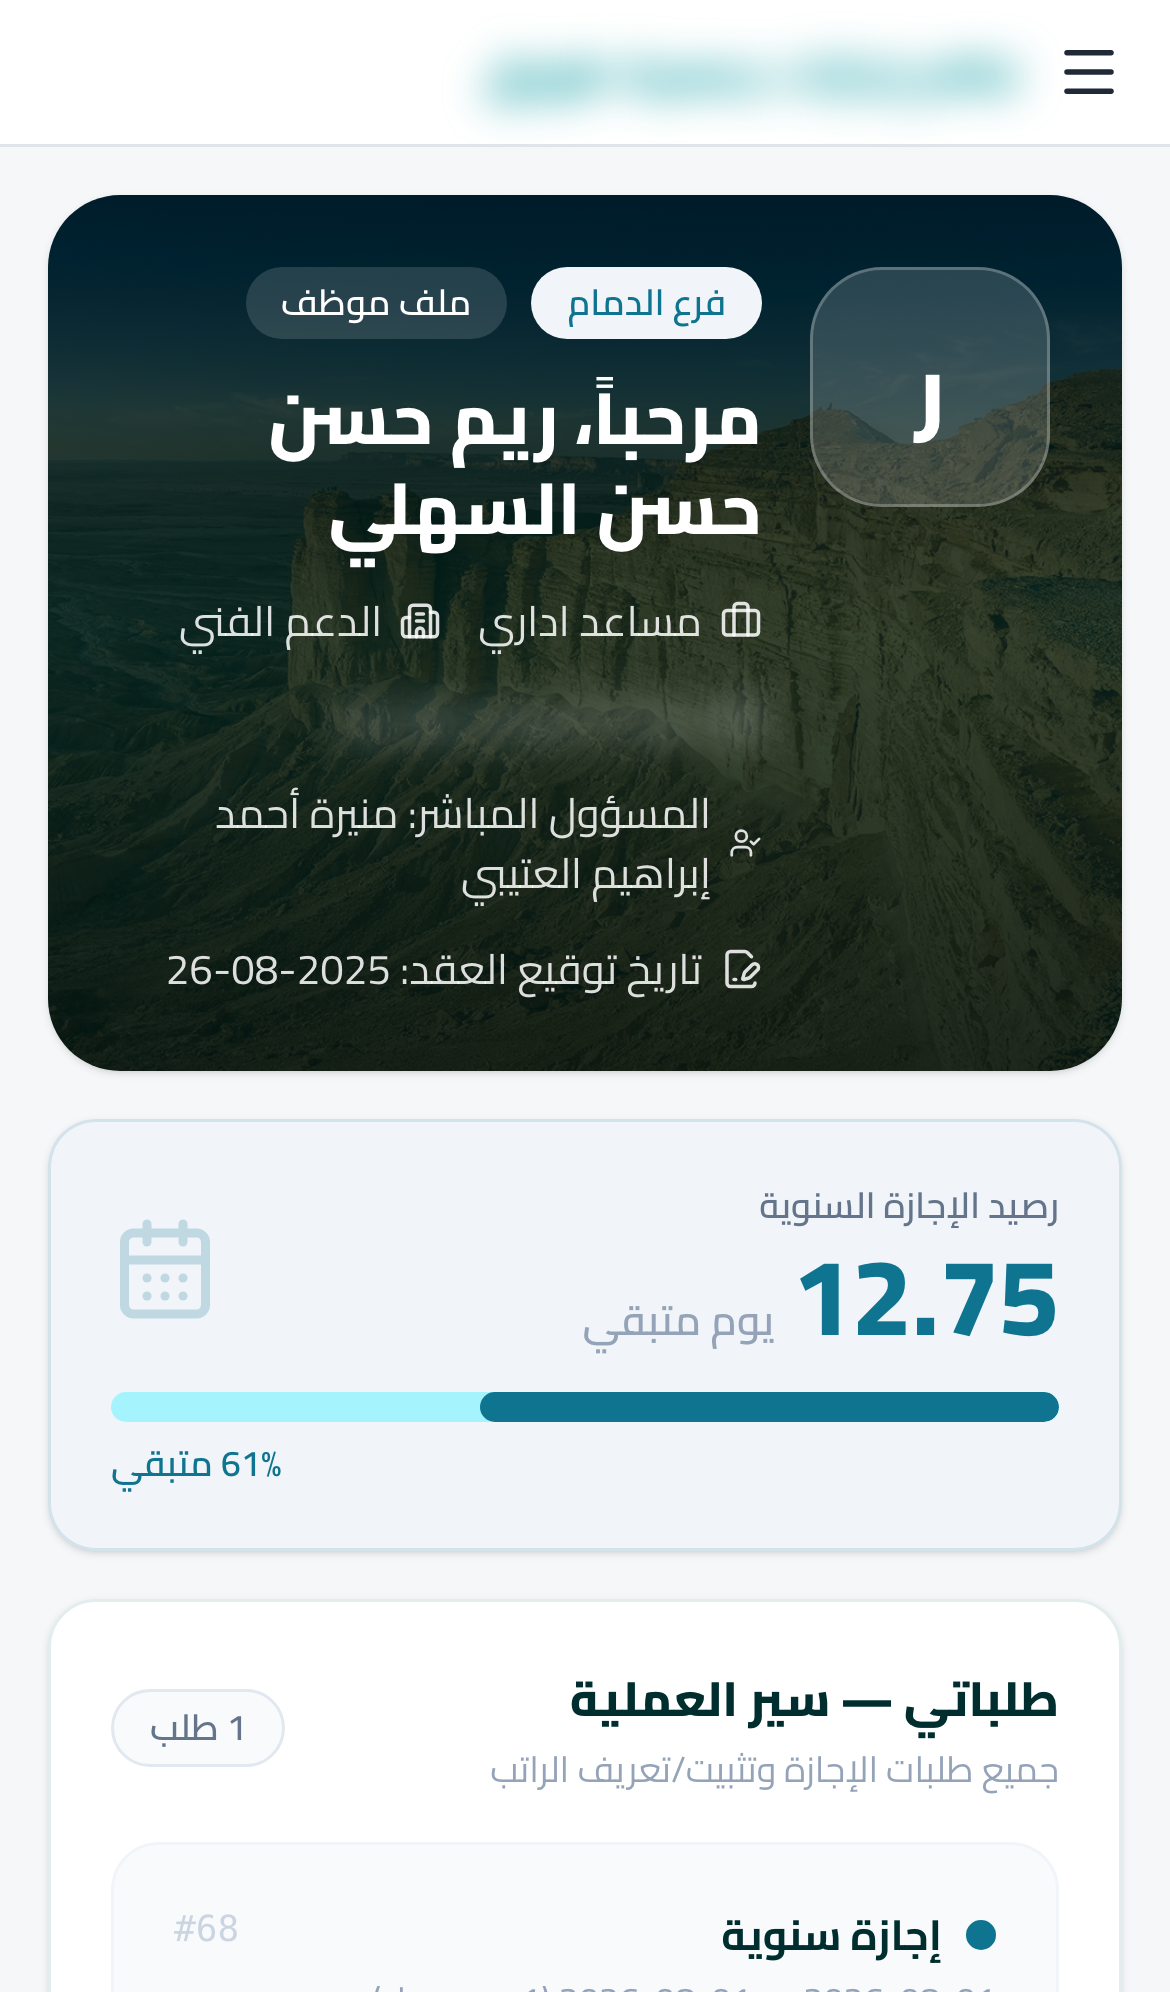 فرع الدمام
ملف موظف
ر
مرحباً، ريم حسن
حسن السهلي
مساعد اداري
الدعم الفني
المسؤول المباشر: منيرة أحمد
إبراهيم العتيبي
تاريخ توقيع العقد: 2025-08-26
رصيد الإجازة السنوية
12.75 يوم متبقي
61% متبقي
طلباتي — سير العملية
1 طلب
جميع طلبات الإجازة وتثبيت/تعريف الراتب
إجازة سنوية
#68